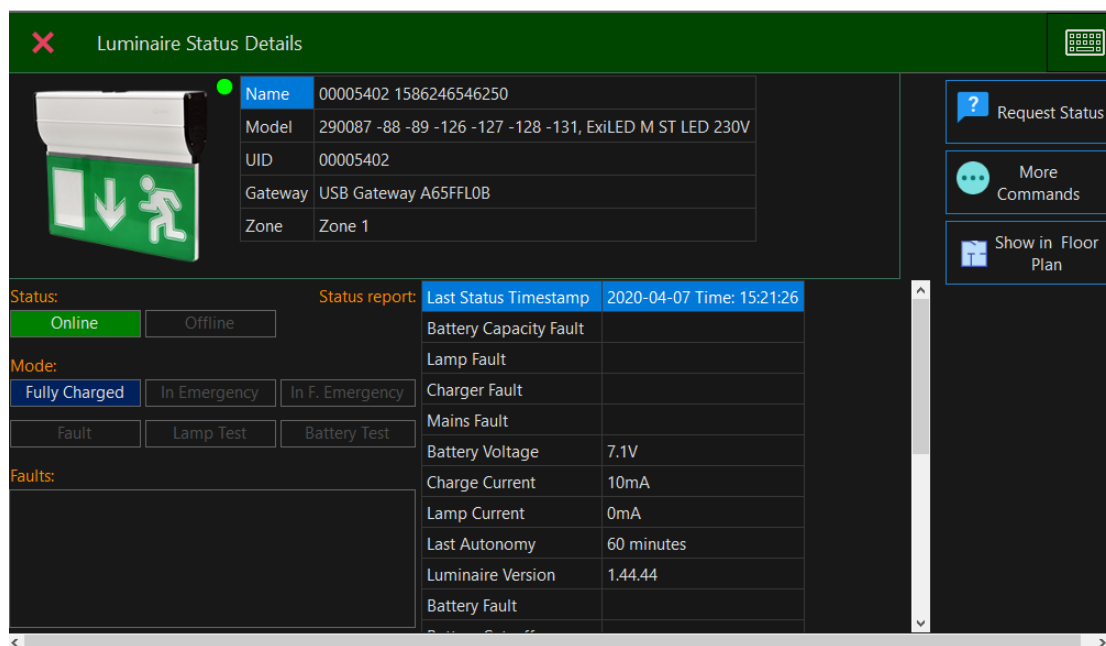 Luminaire Status Details
Name 00005402 1586246546250
Model 290087 -88 -89 -126 -127 -128 -131, ExiLED M ST LED 230V
UID 00005402
Gateway USB Gateway A65FFL0B
Zone Zone 1
? Request Status
More
Commands
Show in Floor
Plan
Status:
Online Offline
Mode:
Fully Charged In Emergency In F. Emergency
Fault Lamp Test Battery Test
Faults:
Status report:
Last Status Timestamp 2020-04-07 Time: 15:21:26
Battery Capacity Fault
Lamp Fault
Charger Fault
Mains Fault
Battery Voltage 7.1V
Charge Current 10mA
Lamp Current 0mA
Last Autonomy 60 minutes
Luminaire Version 1.44.44
Battery Fault